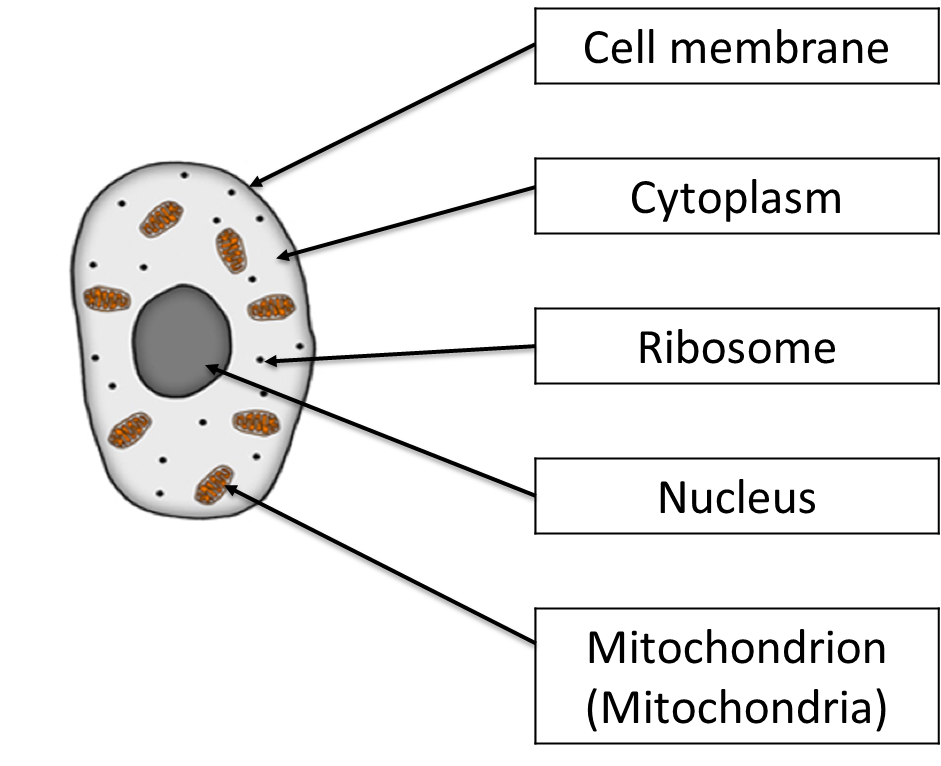 Cell membrane
Cytoplasm
Ribosome
Nucleus
Mitochondrion
(Mitochondria)